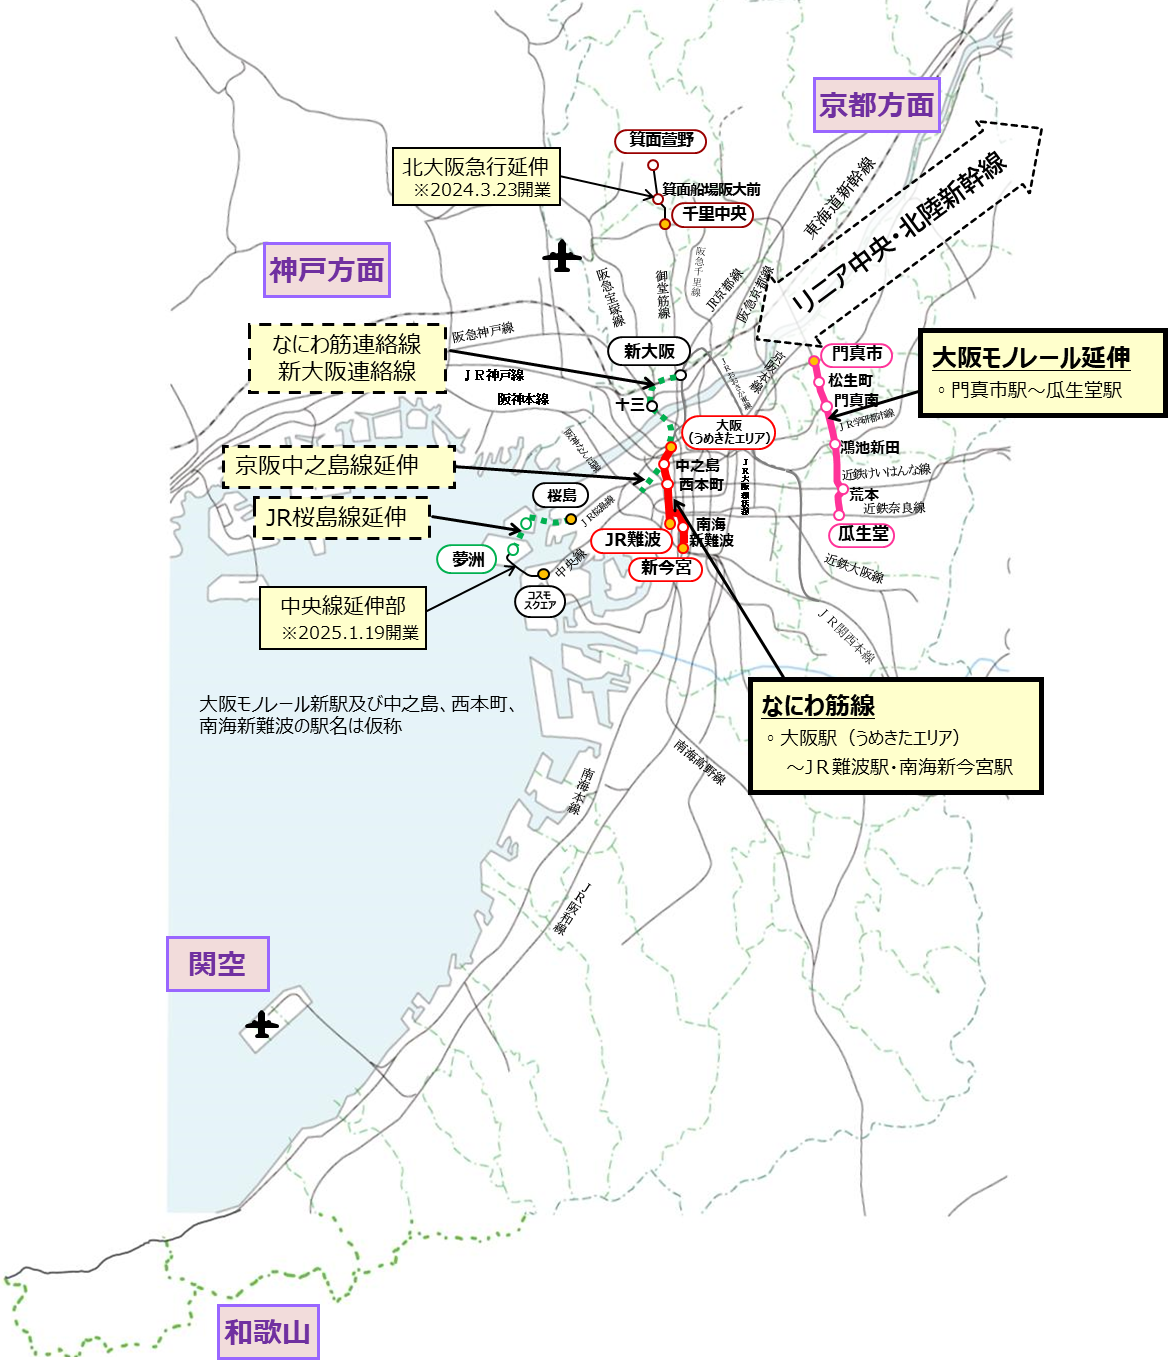 京都方面
箕面萱野
北大阪急行延伸
※2024.3.23開業
箕面船場阪大前
千里中央
東海道新幹線
リニア中央・北陸新幹線
神戸方面
阪急宝塚線
御堂筋線
阪急千里線
JR京都線
阪急京都線
なにわ筋連絡線
新大阪連絡線
阪急神戸線
新大阪
京阪本線
門真市
大阪モノレール延伸
◦門真市駅～瓜生堂駅
ＪＲ神戸線
阪神本線
松生町
門真南
十三
大阪
（うめきたエリア）
ＪＲ学研都市線
鴻池新田
京阪中之島線延伸
阪神なんば線
中之島
西本町
近鉄けいはんな線
荒本
近鉄奈良線
JR桜島線延伸
桜島
ＪＲ桜島線
南海
新難波
JR難波
瓜生堂
夢洲
中央線
新今宮
近鉄大阪線
コスモ
スクエア
中央線延伸部
※2025.1.19開業
ＪＲ関西本線
大阪モノレール新駅及び中之島、西本町、
南海新難波の駅名は仮称
なにわ筋線
◦大阪駅（うめきたエリア）
～ＪＲ難波駅・南海新今宮駅
南海高野線
南海本線
ＪＲ阪和線
関空
和歌山